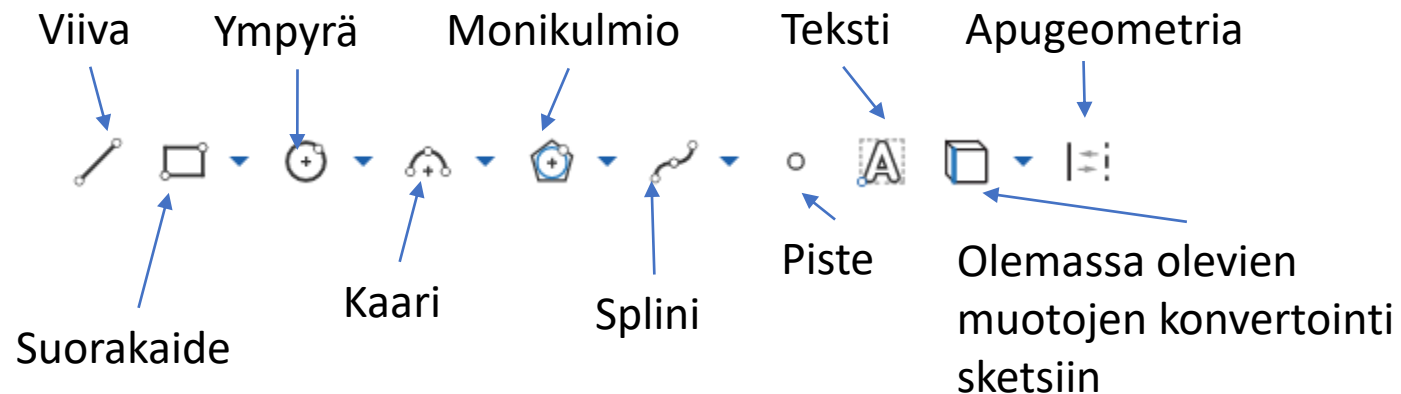 Viiva
Ympyrä
Monikulmio
Teksti
Apugeometria
Suorakaide
Kaari
Splini
Piste
Olemassa olevien
muotojen konvertointi
sketsiin